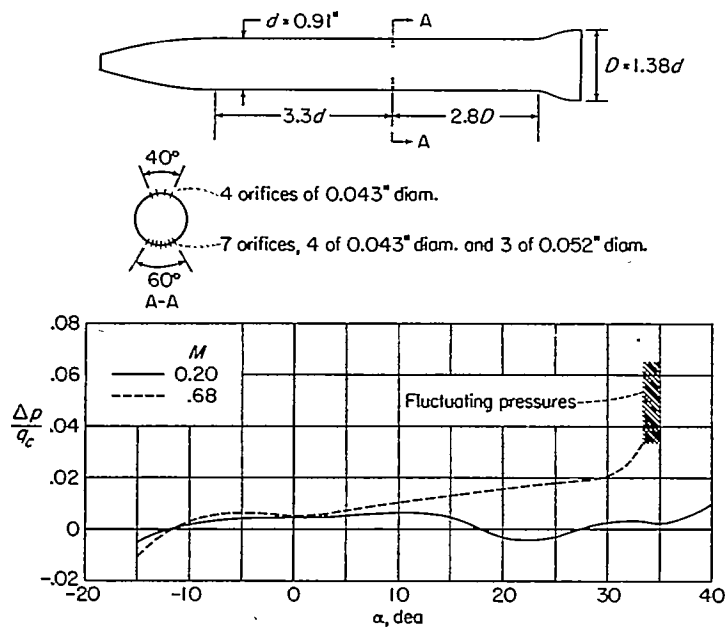 d = 0.91"
A
D = 1.38d
3.3d
2.8D
A
40°
4 orifices of 0.043" diam.
7 orifices, 4 of 0.043" diam. and 3 of 0.052" diam.
60°
A-A
.08
.06
.04
.02
0
-.02
Δp
q_c
M
0.20
.68
Fluctuating pressures
-20
-10
0
10
20
30
40
α, deg